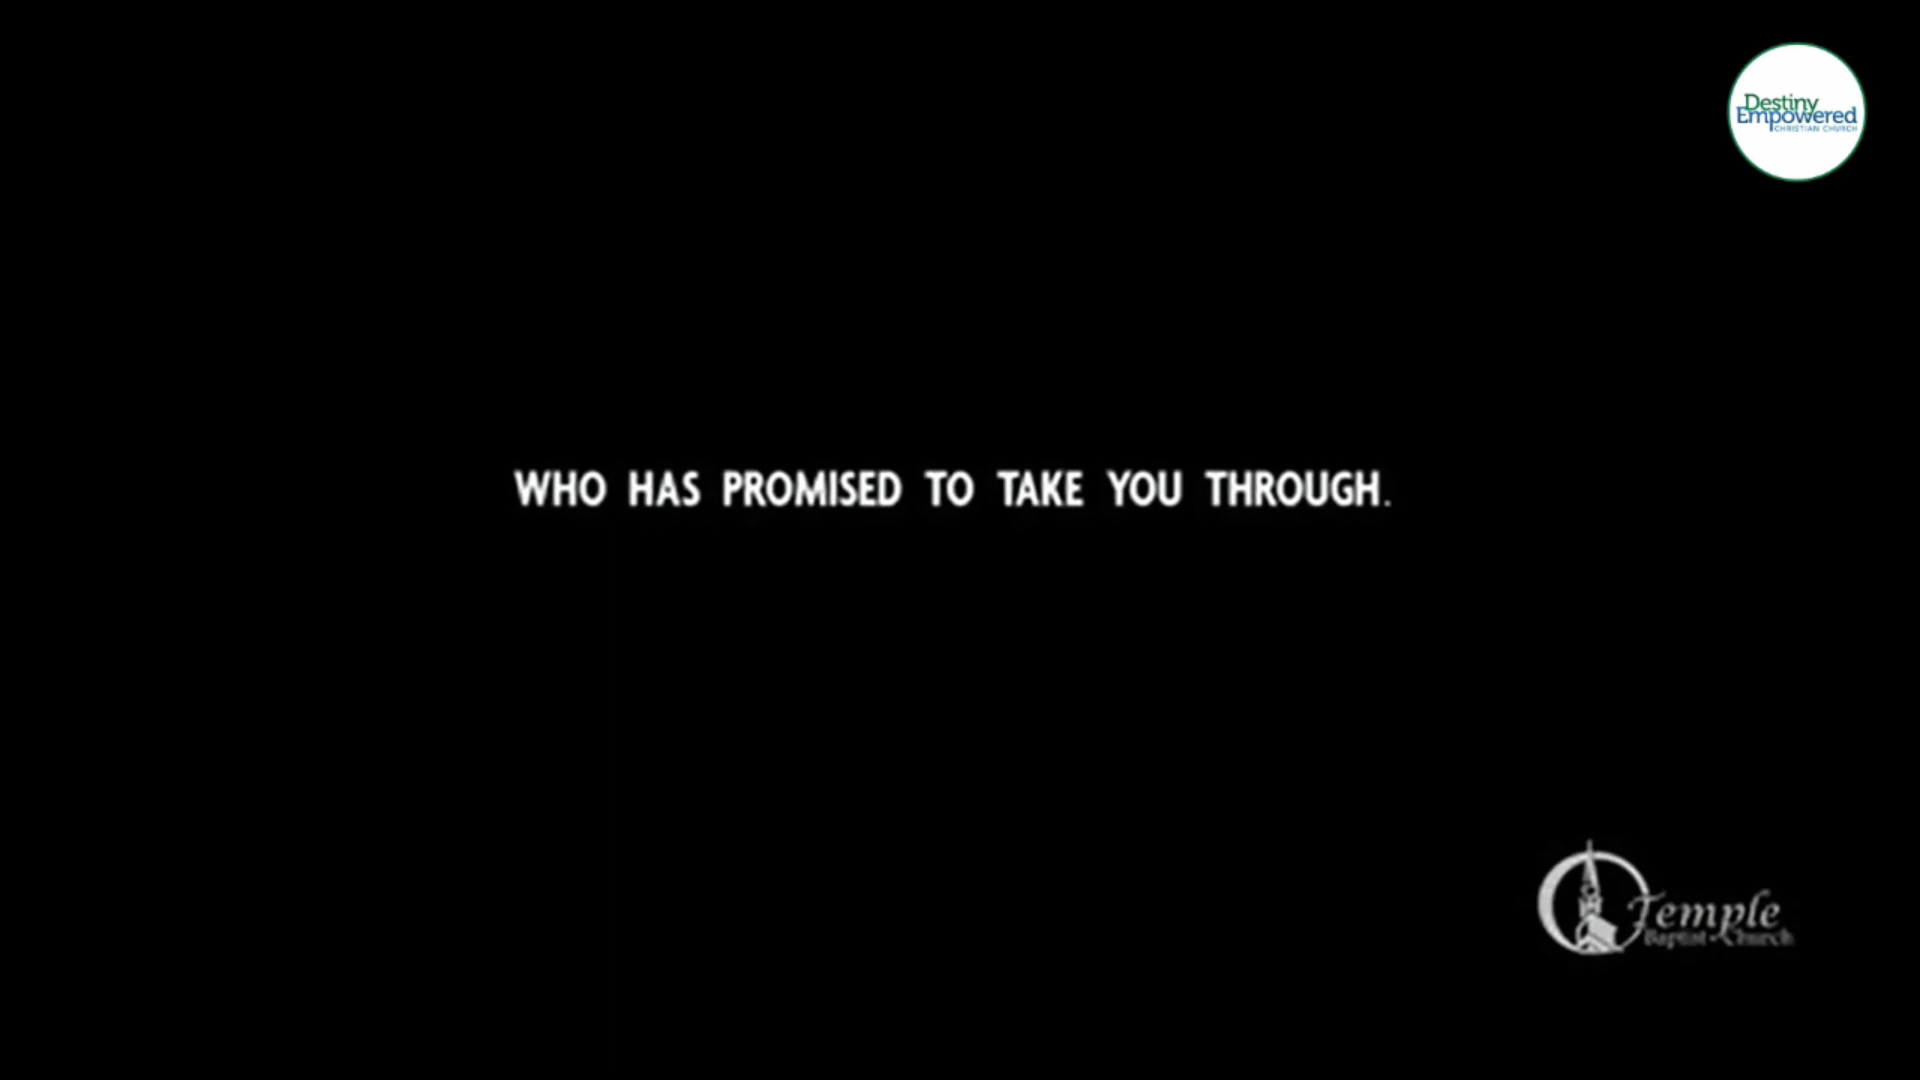 Destiny
Empowered
CHRISTIAN CHURCH
WHO HAS PROMISED TO TAKE YOU THROUGH.
Temple
Baptist Church